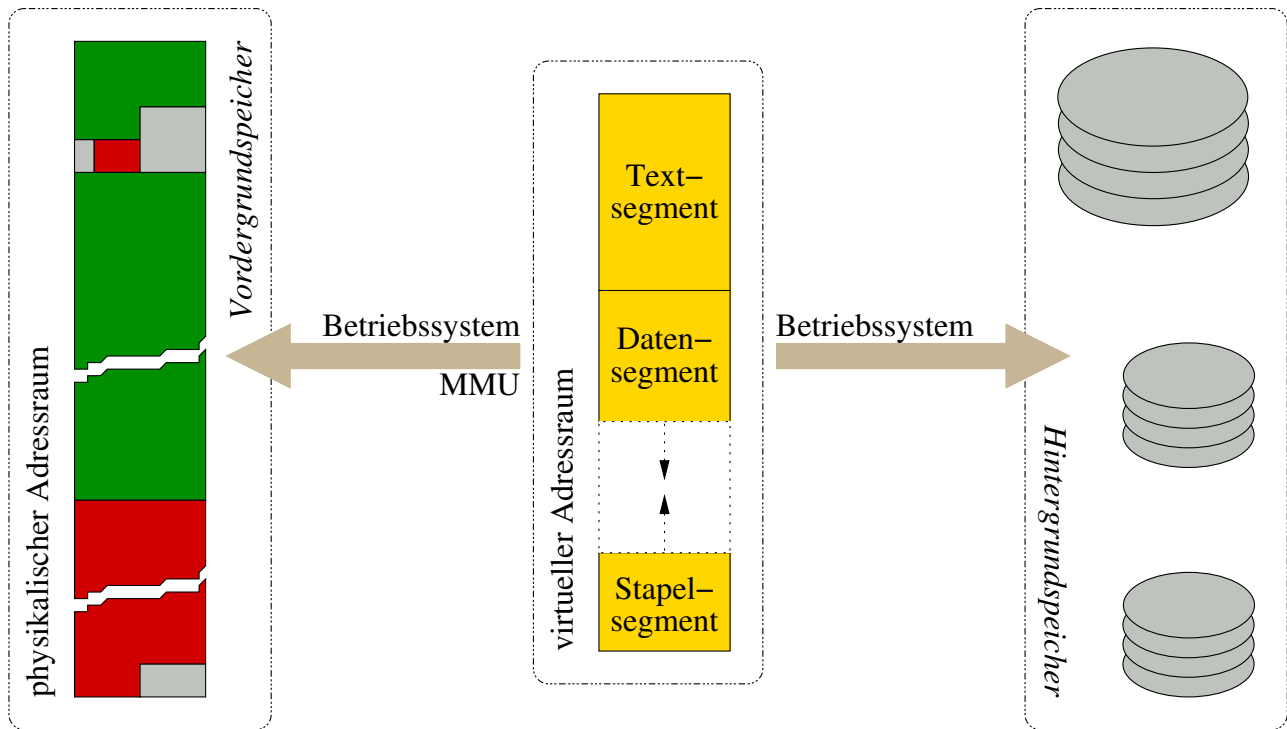 physikalischer Adressraum
Vordergrundspeicher
Betriebssystem
MMU
virtueller Adressraum
Text−
segment
Daten−
segment
Stapel−
segment
Betriebssystem
Hintergrundspeicher